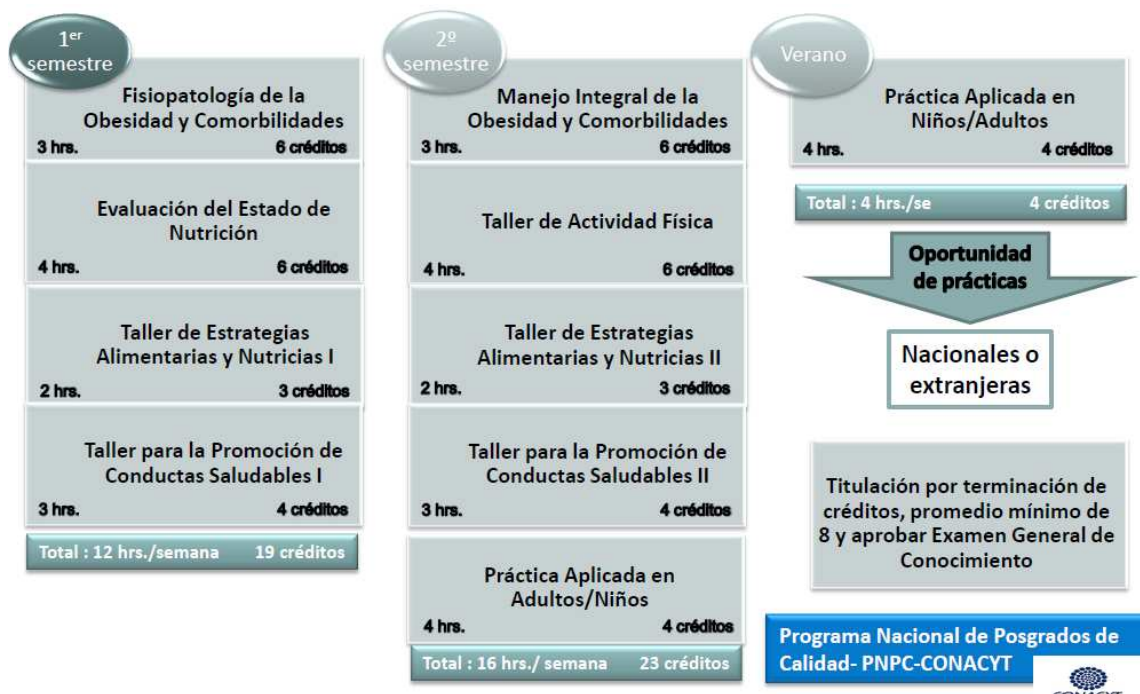 1er
semestre
Fisiopatología de la
Obesidad y Comorbilidades
3 hrs. 6 créditos
Evaluación del Estado de
Nutrición
4 hrs. 6 créditos
Taller de Estrategias
Alimentarias y Nutricias I
2 hrs. 3 créditos
Taller para la Promoción de
Conductas Saludables I
3 hrs. 4 créditos
Total : 12 hrs./semana 19 créditos
2º
semestre
Manejo Integral de la
Obesidad y Comorbilidades
3 hrs. 6 créditos
Taller de Actividad Física
4 hrs. 6 créditos
Taller de Estrategias
Alimentarias y Nutricias II
2 hrs. 3 créditos
Taller para la Promoción de
Conductas Saludables II
3 hrs. 4 créditos
Práctica Aplicada en
Adultos/Niños
4 hrs. 4 créditos
Total : 16 hrs./ semana 23 créditos
Verano
Práctica Aplicada en
Niños/Adultos
4 hrs. 4 créditos
Total : 4 hrs./se 4 créditos
Oportunidad
de prácticas
Nacionales o
extranjeras
Titulación por terminación de
créditos, promedio mínimo de
8 y aprobar Examen General de
Conocimiento
Programa Nacional de Posgrados de
Calidad- PNPC-CONACYT
CONACYT